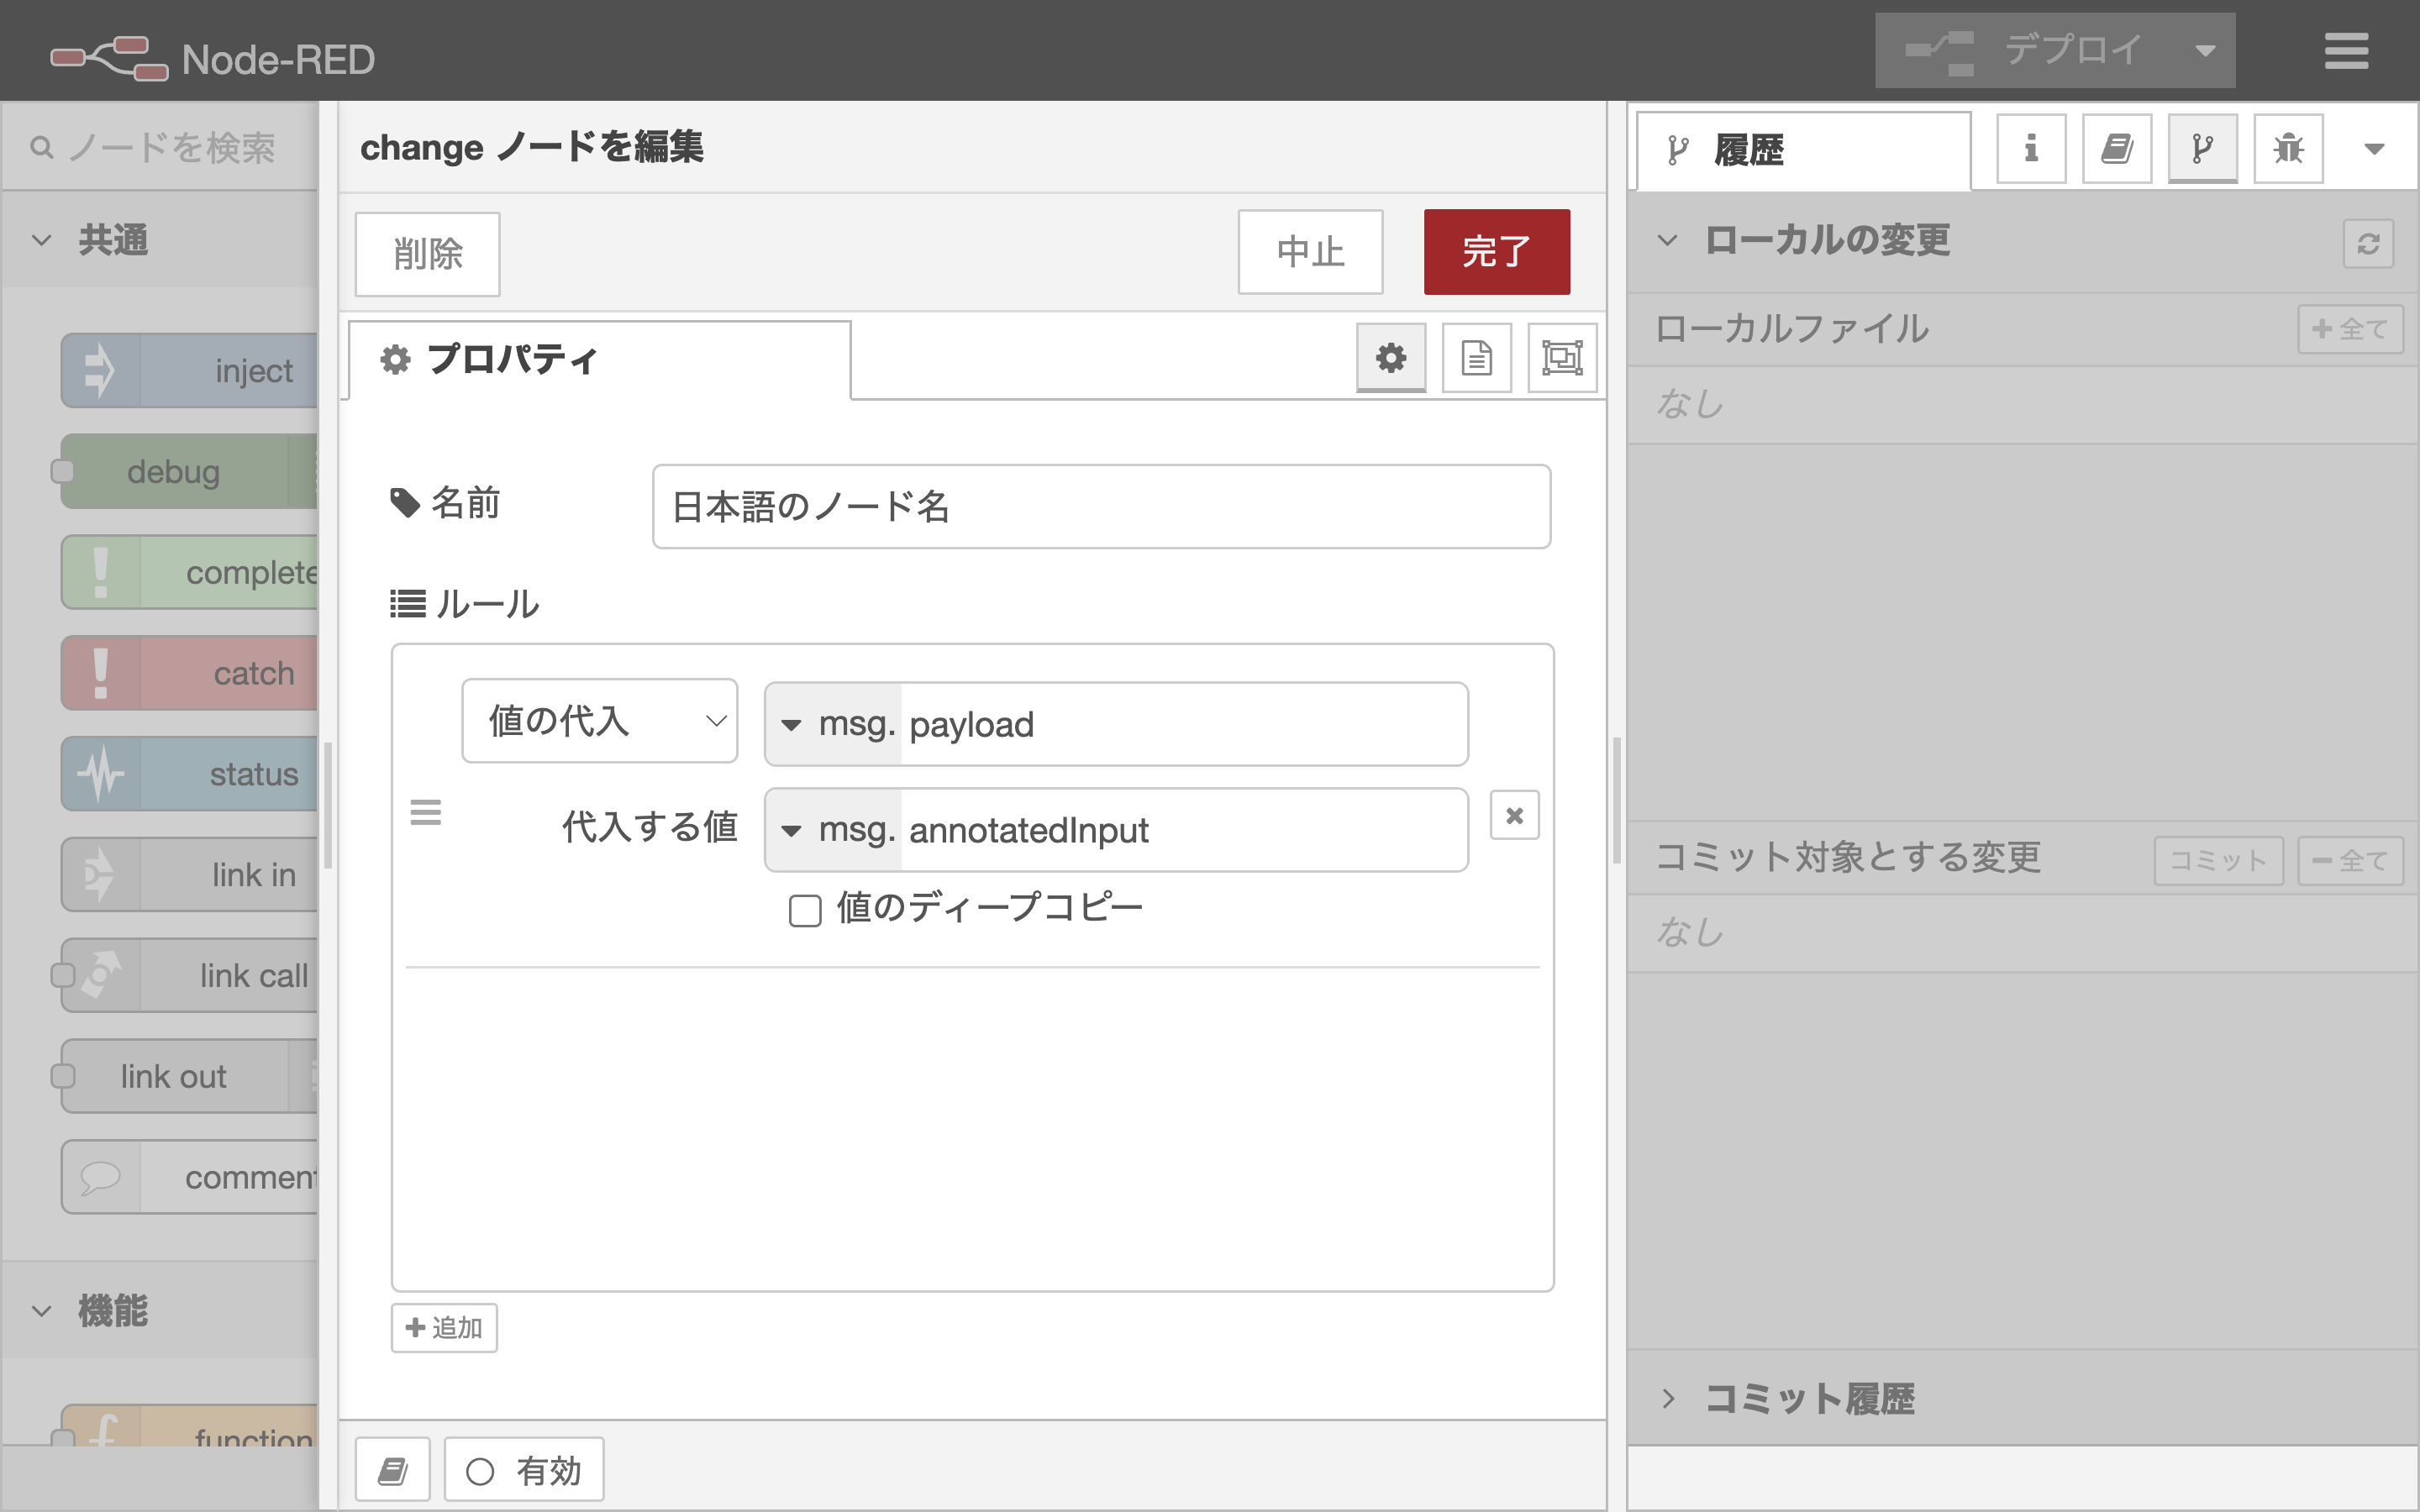 Node-RED
デプロイ
ノードを検索
共通
inject
debug
complete
catch
status
link in
link call
link out
comment
機能
function
change ノードを編集
削除
中止
完了
プロパティ
名前
日本語のノード名
ルール
値の代入
msg. payload
代入する値
msg. annotatedInput
値のディープコピー
追加
有効
履歴
ローカルの変更
ローカルファイル
全て
なし
コミット対象とする変更
コミット
全て
なし
コミット履歴